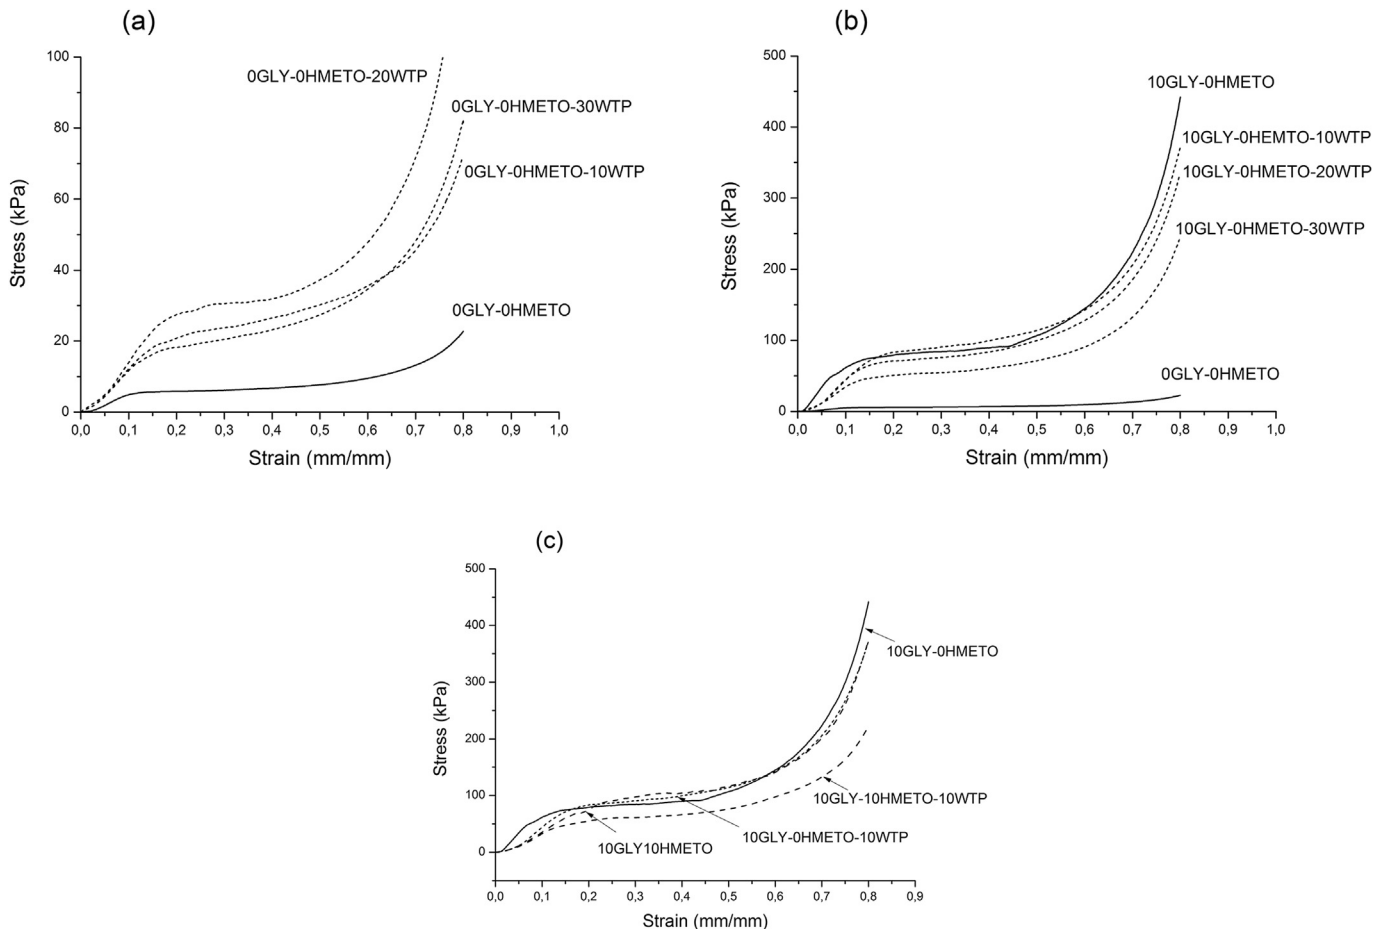 (a)
100
80
60
40
20
0
0,0 0,1 0,2 0,3 0,4 0,5 0,6 0,7 0,8 0,9 1,0
Stress (kPa)
Strain (mm/mm)
0GLY-0HMETO-20WTP
0GLY-0HMETO-30WTP
0GLY-0HMETO-10WTP
0GLY-0HMETO
(b)
500
400
300
200
100
0
0,0 0,1 0,2 0,3 0,4 0,5 0,6 0,7 0,8 0,9 1,0
Stress (kPa)
Strain (mm/mm)
10GLY-0HMETO
10GLY-0HEMTO-10WTP
10GLY-0HMETO-20WTP
10GLY-0HMETO-30WTP
0GLY-0HMETO
(c)
500
400
300
200
100
0
0,0 0,1 0,2 0,3 0,4 0,5 0,6 0,7 0,8 0,9
Stress (kPa)
Strain (mm/mm)
10GLY-0HMETO
10GLY-10HMETO-10WTP
10GLY-0HMETO-10WTP
10GLY10HMETO